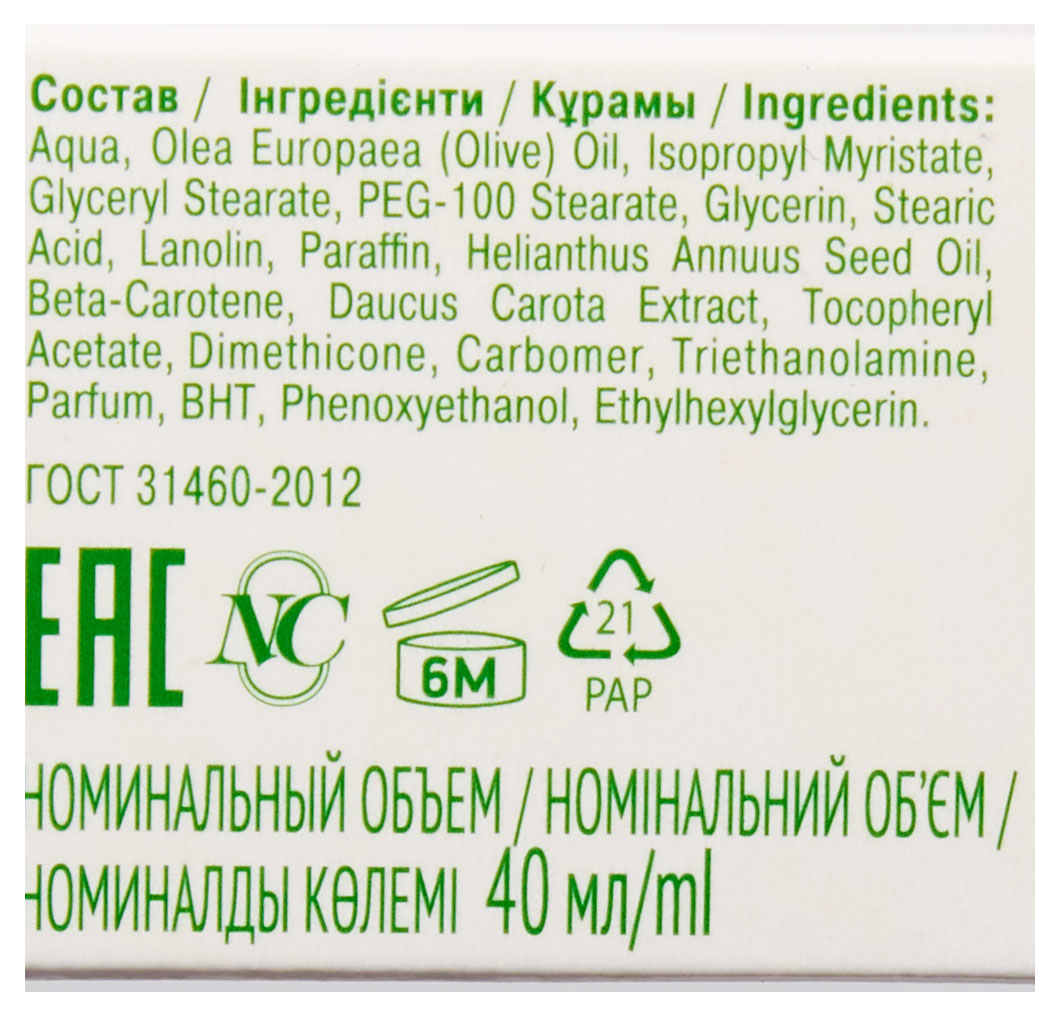 Состав / Інгредієнти / Құрамы / Ingredients:
Aqua, Olea Europaea (Olive) Oil, Isopropyl Myristate,
Glyceryl Stearate, PEG-100 Stearate, Glycerin, Stearic
Acid, Lanolin, Paraffin, Helianthus Annuus Seed Oil,
Beta-Carotene, Daucus Carota Extract, Tocopheryl
Acetate, Dimethicone, Carbomer, Triethanolamine,
Parfum, BHT, Phenoxyethanol, Ethylhexylglycerin.
ГОСТ 31460-2012
EAC NC 6M 21
PAP
НОМИНАЛЬНЫЙ ОБЪЕМ / НОМІНАЛЬНИЙ ОБ'ЄМ /
НОМИНАЛДЫ КӨЛЕМІ 40 мл/ml